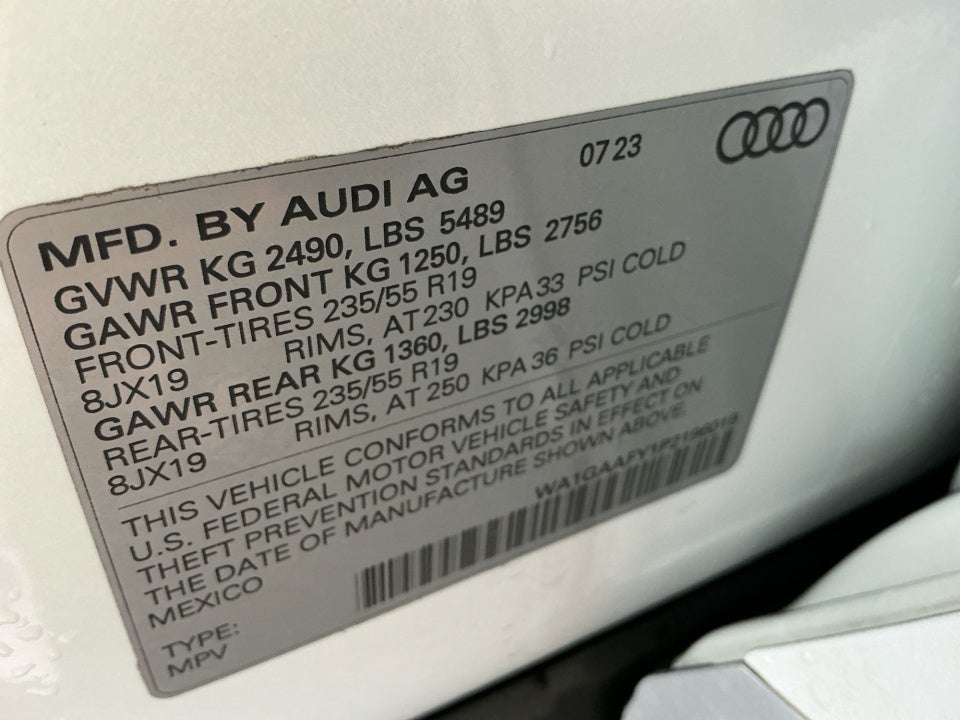 07 23
MFD. BY AUDI AG
GVWR KG 2490, LBS 5489
GAWR FRONT KG 1250, LBS 2756
FRONT-TIRES 235/55 R19
8JX19 RIMS, AT 230 KPA 33 PSI COLD
GAWR REAR KG 1360, LBS 2998
REAR-TIRES 235/55 R19
8JX19 RIMS, AT 250 KPA 36 PSI COLD
THIS VEHICLE CONFORMS TO ALL APPLICABLE
U.S. FEDERAL MOTOR VEHICLE SAFETY AND
THEFT PREVENTION STANDARDS IN EFFECT ON
THE DATE OF MANUFACTURE SHOWN ABOVE.
MEXICO
TYPE:
MPV